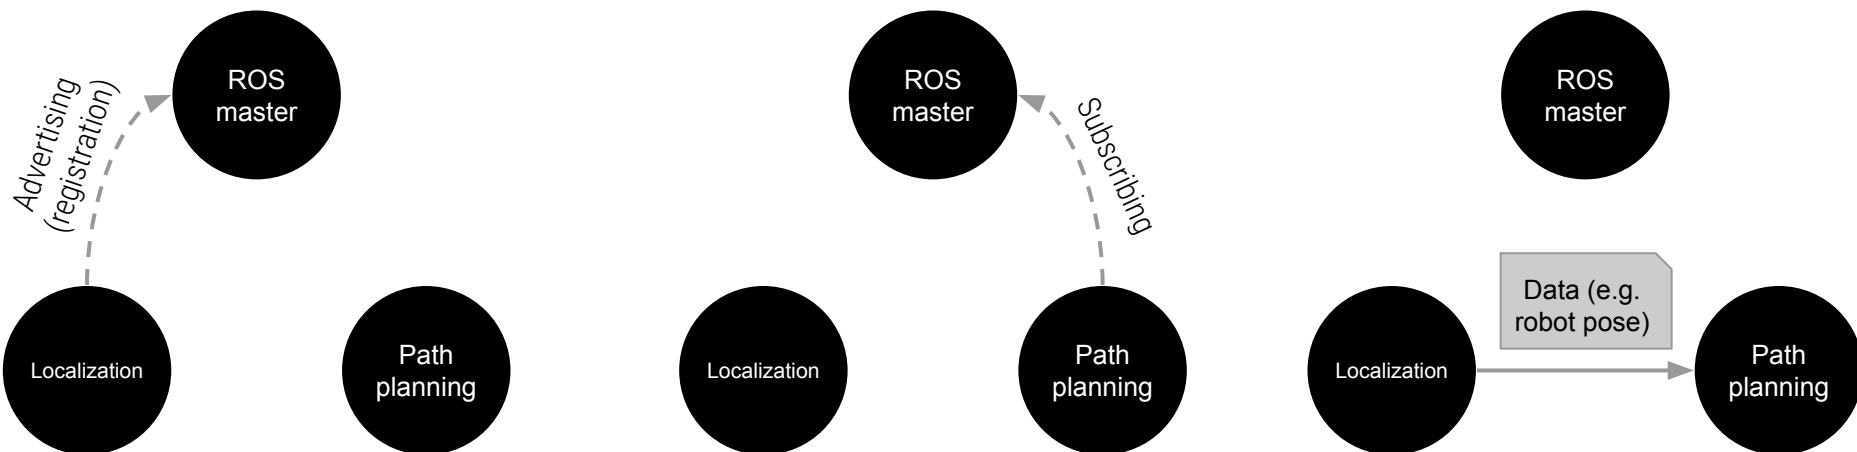 Advertising
(registration)
ROS
master
Localization
Path
planning
ROS
master
Subscribing
Localization
Path
planning
ROS
master
Localization
Data (e.g.
robot pose)
Path
planning